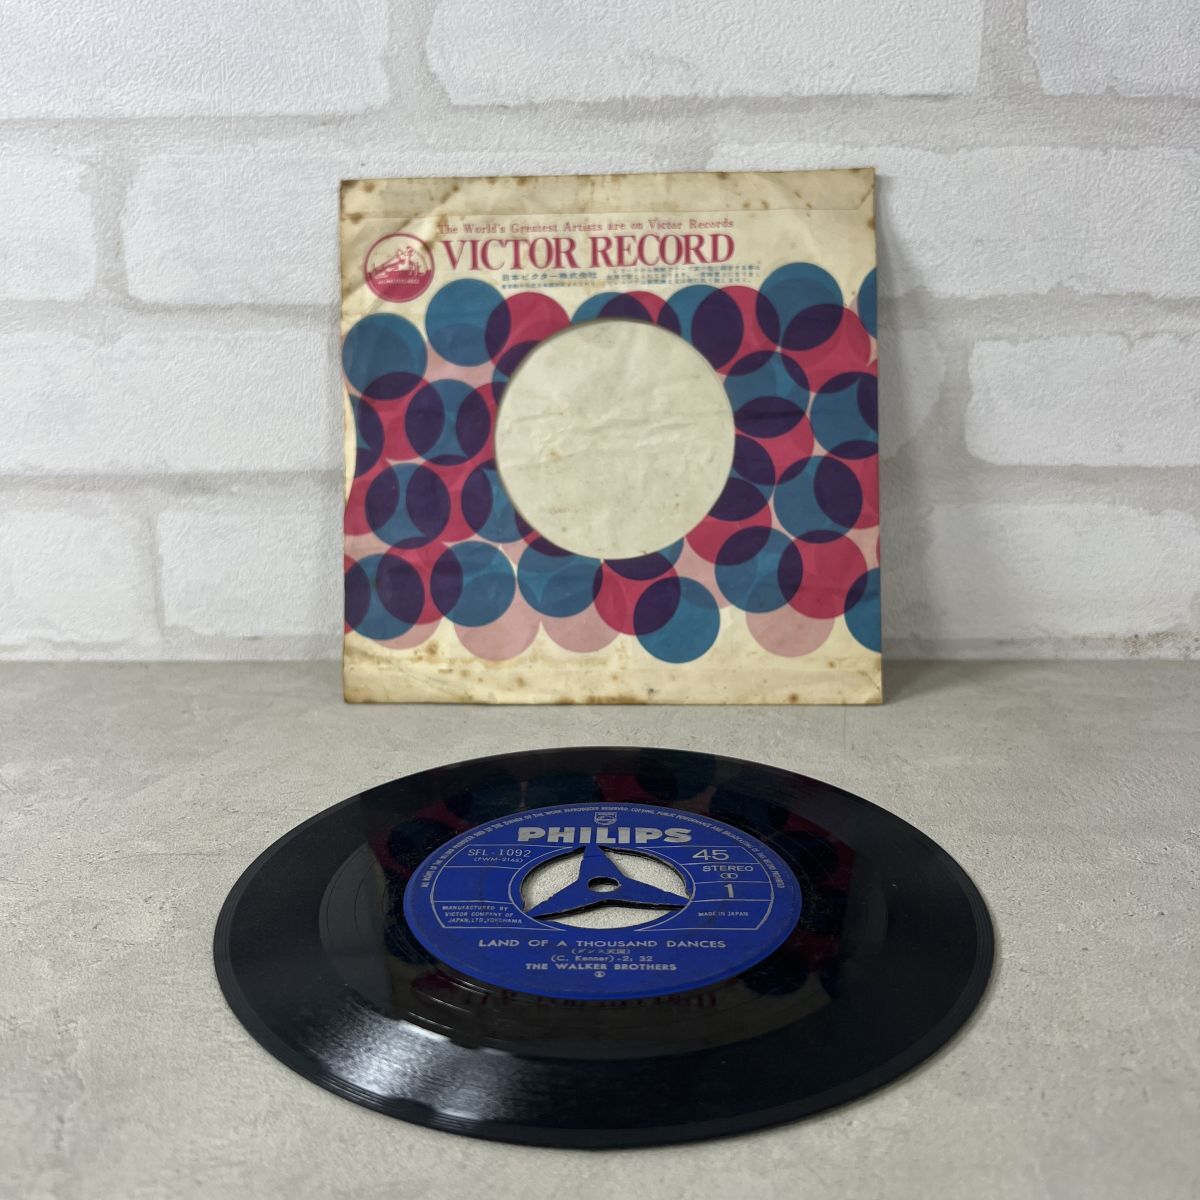 The World's Greatest Artists are on Victor Records
VICTOR RECORD
日本ビクター株式会社
PHILIPS
SFL-1092
(FWM-2162)
45
STEREO
1
MANUFACTURED BY
VICTOR COMPANY OF
JAPAN, LTD., YOKOHAMA
MADE IN JAPAN
LAND OF A THOUSAND DANCES
(ダンス天国)
(C. Kenner)-2:32
THE WALKER BROTHERS